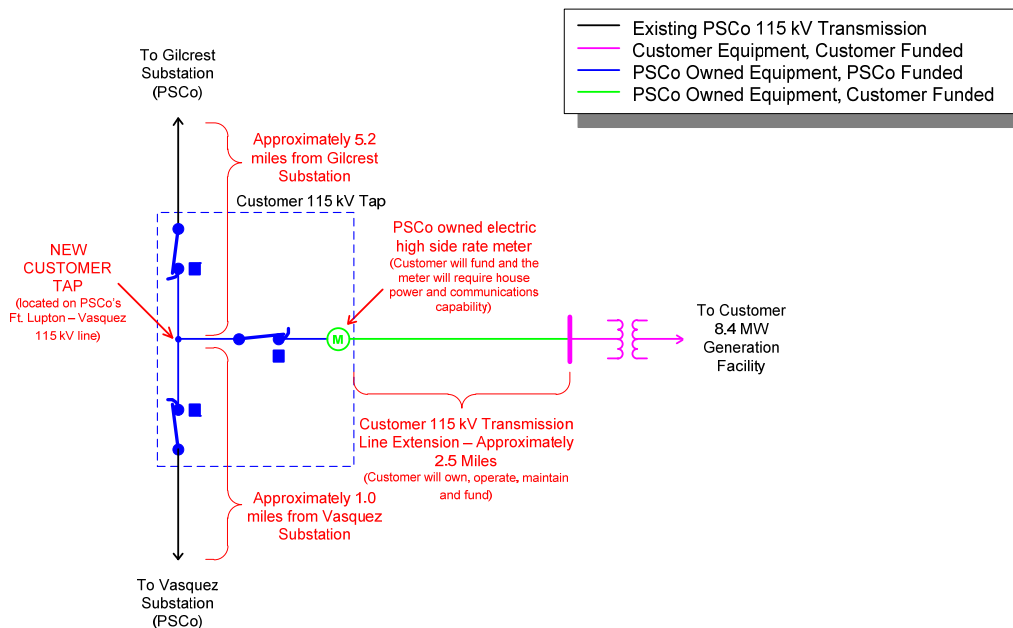 Existing PSCo 115 kV Transmission
Customer Equipment, Customer Funded
PSCo Owned Equipment, PSCo Funded
PSCo Owned Equipment, Customer Funded
To Gilcrest
Substation
(PSCo)
Approximately 5.2
miles from Gilcrest
Substation
Customer 115 kV Tap
PSCo owned electric
high side rate meter
(Customer will fund and the
meter will require house
power and communications
capability)
NEW
CUSTOMER
TAP
(located on PSCo's
Ft. Lupton – Vasquez
115 kV line)
M
To Customer
8.4 MW
Generation
Facility
Customer 115 kV Transmission
Line Extension – Approximately
2.5 Miles
(Customer will own, operate, maintain
and fund)
Approximately 1.0
miles from Vasquez
Substation
To Vasquez
Substation
(PSCo)